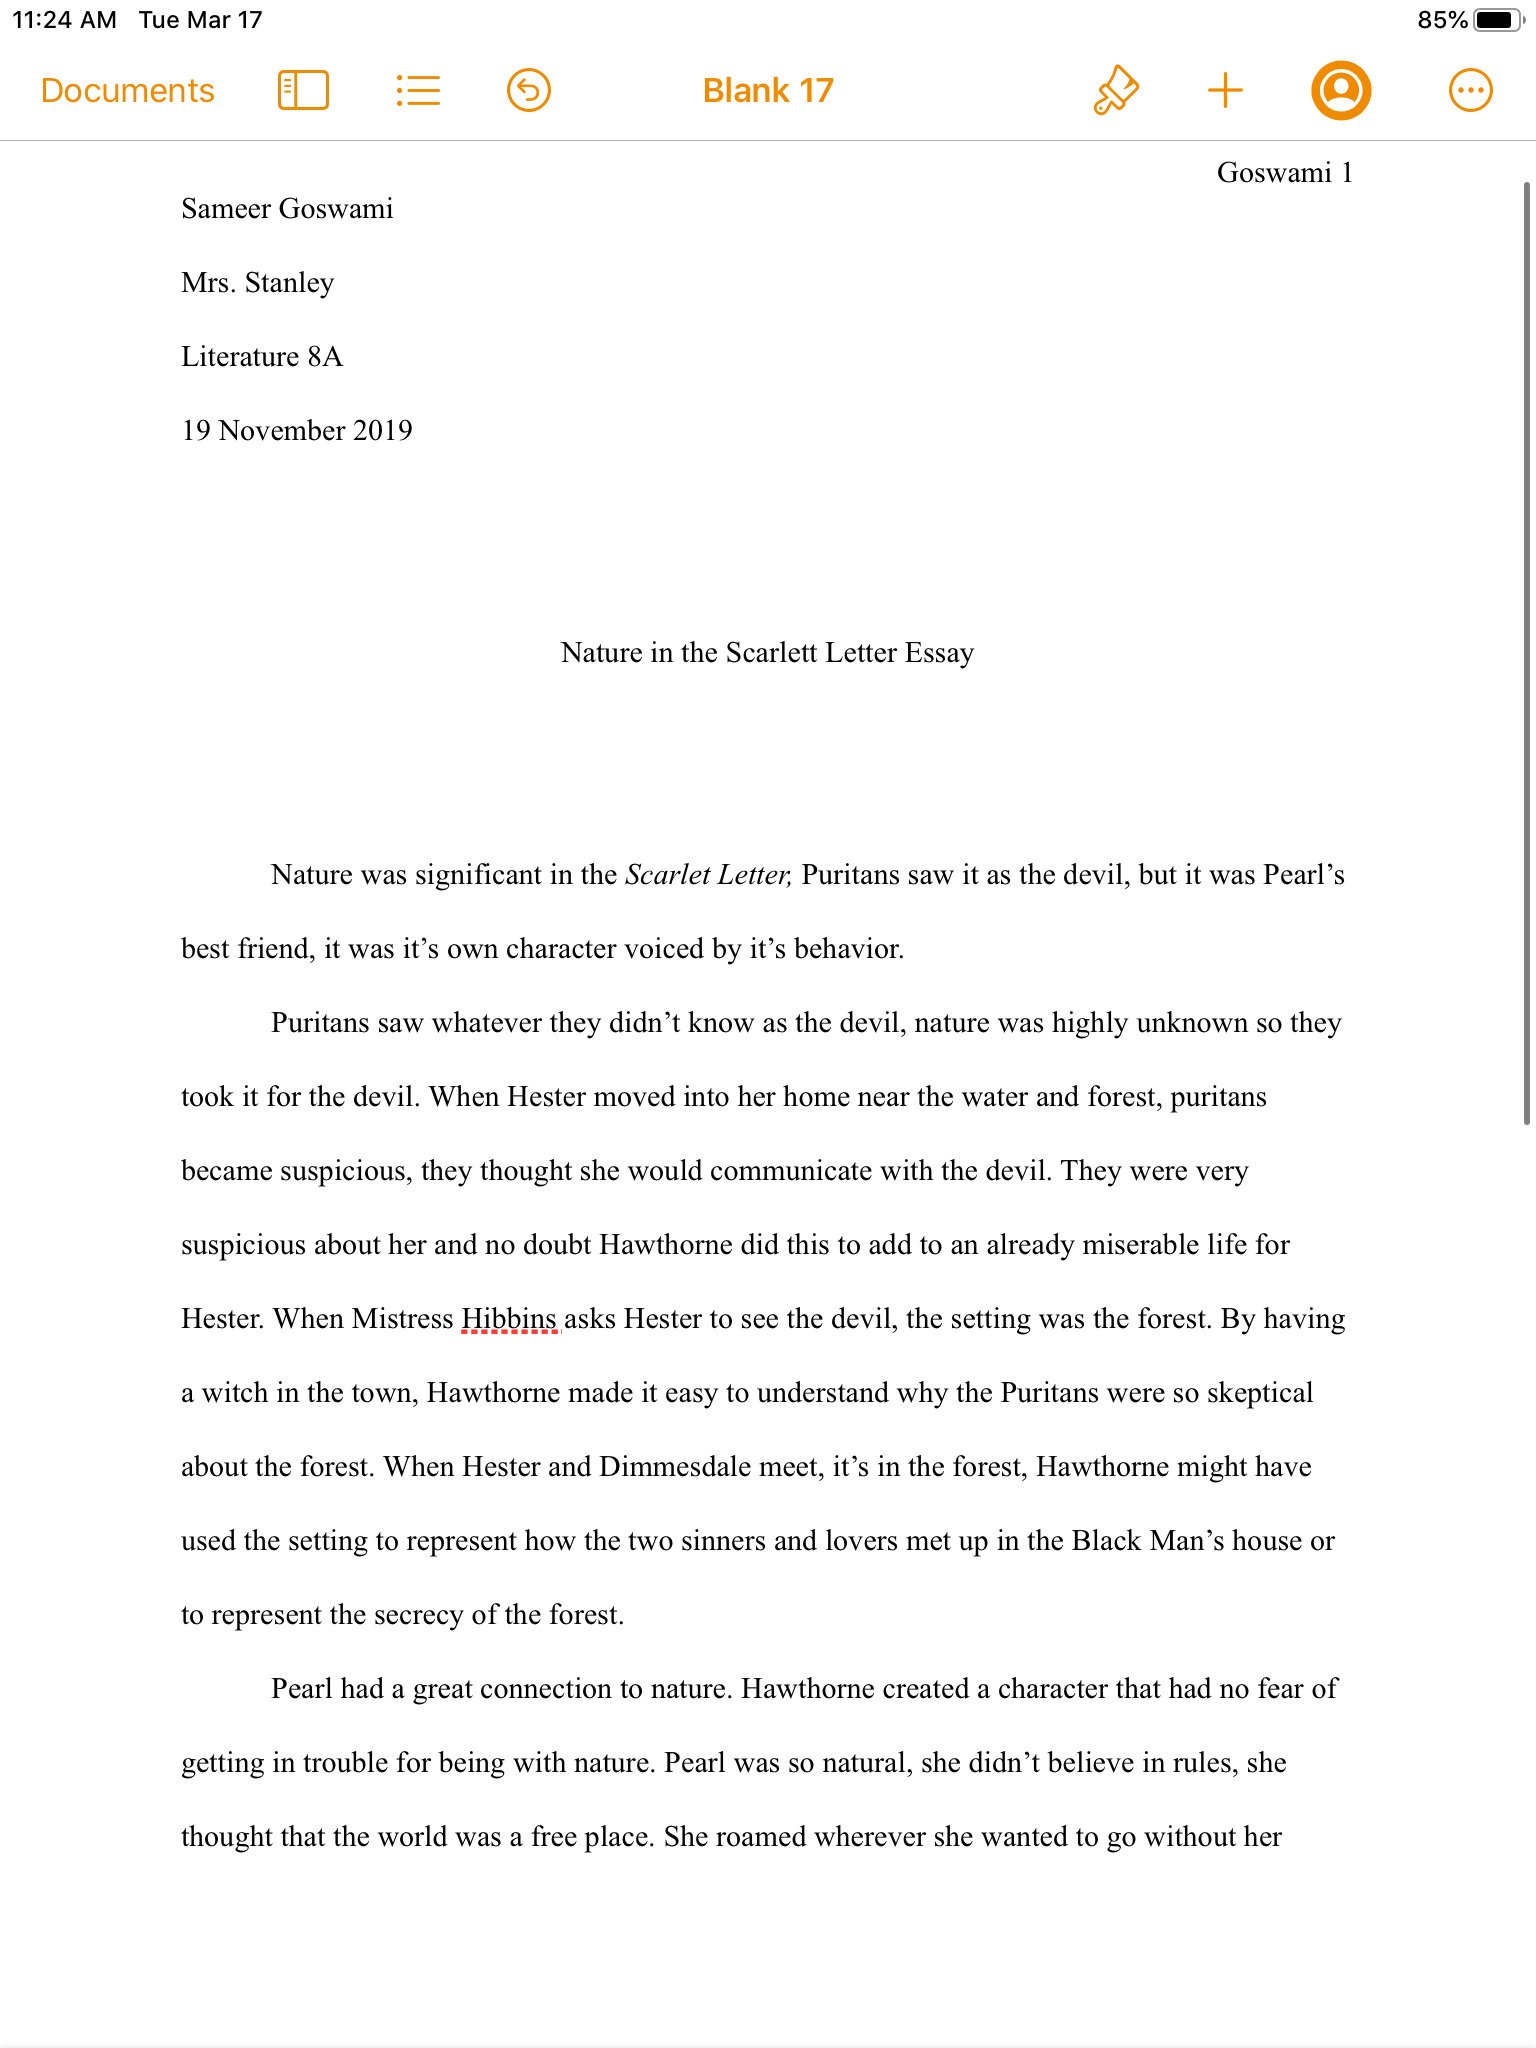 11:24 AM Tue Mar 17 85%
Documents Blank 17
Goswami 1
Sameer Goswami
Mrs. Stanley
Literature 8A
19 November 2019
Nature in the Scarlett Letter Essay
Nature was significant in the Scarlet Letter, Puritans saw it as the devil, but it was Pearl’s
best friend, it was it’s own character voiced by it’s behavior.
Puritans saw whatever they didn’t know as the devil, nature was highly unknown so they
took it for the devil. When Hester moved into her home near the water and forest, puritans
became suspicious, they thought she would communicate with the devil. They were very
suspicious about her and no doubt Hawthorne did this to add to an already miserable life for
Hester. When Mistress Hibbins asks Hester to see the devil, the setting was the forest. By having
a witch in the town, Hawthorne made it easy to understand why the Puritans were so skeptical
about the forest. When Hester and Dimmesdale meet, it’s in the forest, Hawthorne might have
used the setting to represent how the two sinners and lovers met up in the Black Man’s house or
to represent the secrecy of the forest.
Pearl had a great connection to nature. Hawthorne created a character that had no fear of
getting in trouble for being with nature. Pearl was so natural, she didn’t believe in rules, she
thought that the world was a free place. She roamed wherever she wanted to go without her